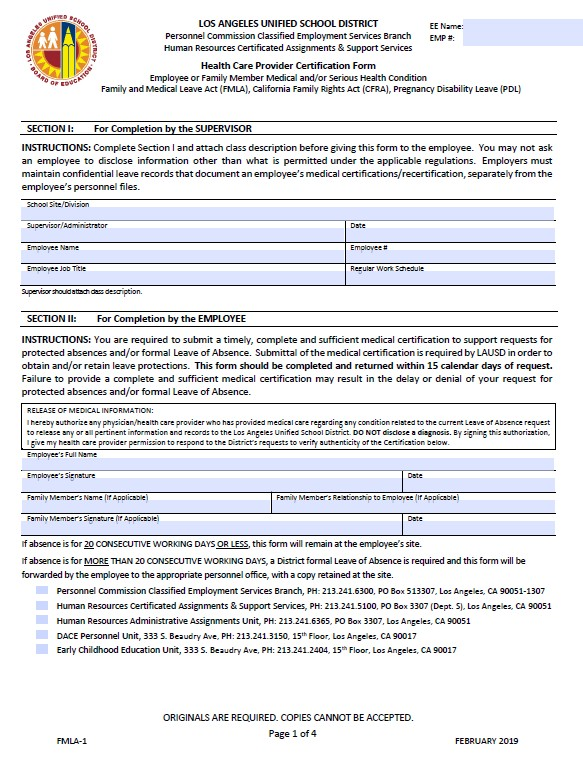 LOS ANGELES UNIFIED SCHOOL DISTRICT
BOARD OF EDUCATION
LOS ANGELES UNIFIED SCHOOL DISTRICT
Personnel Commission Classified Employment Services Branch
Human Resources Certificated Assignments & Support Services
EE Name:
EMP #:
Health Care Provider Certification Form
Employee or Family Member Medical and/or Serious Health Condition
Family and Medical Leave Act (FMLA), California Family Rights Act (CFRA), Pregnancy Disability Leave (PDL)
SECTION I: For Completion by the SUPERVISOR
INSTRUCTIONS: Complete Section I and attach class description before giving this form to the employee. You may not ask
an employee to disclose information other than what is permitted under the applicable regulations. Employers must
maintain confidential leave records that document an employee's medical certifications/recertification, separately from the
employee's personnel files.
School Site/Division
Supervisor/Administrator Date
Employee Name Employee #
Employee Job Title Regular Work Schedule
Supervisor should attach class description.
SECTION II: For Completion by the EMPLOYEE
INSTRUCTIONS: You are required to submit a timely, complete and sufficient medical certification to support requests for
protected absences and/or formal Leave of Absence. Submittal of the medical certification is required by LAUSD in order to
obtain and/or retain leave protections. This form should be completed and returned within 15 calendar days of request.
Failure to provide a complete and sufficient medical certification may result in the delay or denial of your request for
protected absences and/or formal Leave of Absence.
RELEASE OF MEDICAL INFORMATION:
I hereby authorize any physician/health care provider who has provided medical care regarding any condition related to the current Leave of Absence request
to release any or all pertinent information and records to the Los Angeles Unified School District. DO NOT disclose a diagnosis. By signing this authorization,
I give my health care provider permission to respond to the District's requests to verify authenticity of the Certification below.
Employee's Full Name
Employee's Signature Date
Family Member's Name (If Applicable) Family Member's Relationship to Employee (If Applicable)
Family Member's Signature (If Applicable) Date
If absence is for 20 CONSECUTIVE WORKING DAYS OR LESS, this form will remain at the employee's site.
If absence is for MORE THAN 20 CONSECUTIVE WORKING DAYS, a District formal Leave of Absence is required and this form will be
forwarded by the employee to the appropriate personnel office, with a copy retained at the site.
Personnel Commission Classified Employment Services Branch, PH: 213.241.6300, PO Box 513307, Los Angeles, CA 90051-1307
Human Resources Certificated Assignments & Support Services, PH: 213.241.5100, PO Box 3307 (Dept. S), Los Angeles, CA 90051
Human Resources Administrative Assignments Unit, PH: 213.241.6365, PO Box 3307, Los Angeles, CA 90051
DACE Personnel Unit, 333 S. Beaudry Ave, PH: 213.241.3150, 15th Floor, Los Angeles, CA 90017
Early Childhood Education Unit, 333 S. Beaudry Ave, PH: 213.241.2404, 15th Floor, Los Angeles, CA 90017
ORIGINALS ARE REQUIRED. COPIES CANNOT BE ACCEPTED.
Page 1 of 4
FMLA-1
FEBRUARY 2019